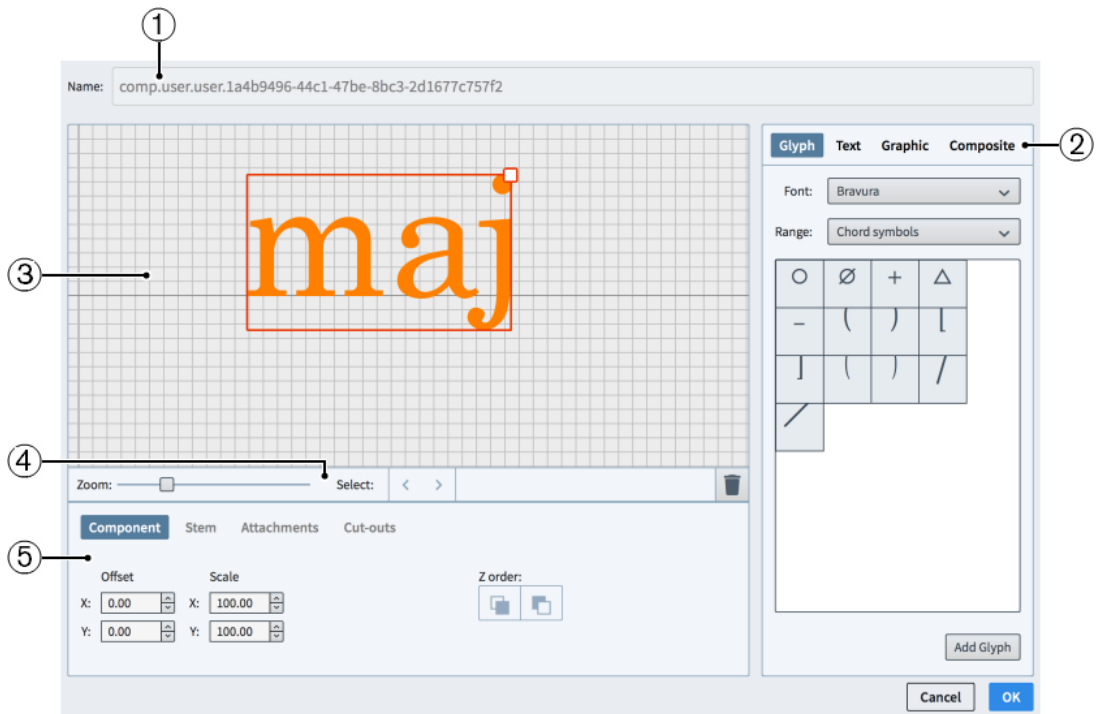 ①
Name: comp.user.user.1a4b9496-44c1-47be-8bc3-2d1677c757f2
Glyph Text Graphic Composite ②
maj
Font: Bravura
Range: Chord symbols
③
○ Ø + △
– ( ) [
] ( ) /
/
④
Zoom: Select: < >
Component Stem Attachments Cut-outs
⑤
Offset Scale Z order:
X: 0.00 X: 100.00
Y: 0.00 Y: 100.00
Add Glyph
Cancel OK